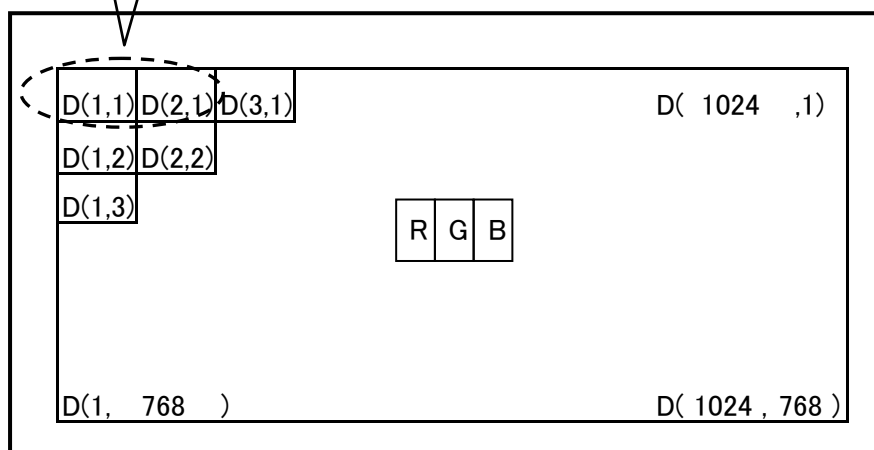 D(1,1) D(2,1) D(3,1) D( 1024 ,1)
D(1,2) D(2,2)
D(1,3)
R G B
D(1, 768 ) D( 1024 , 768 )